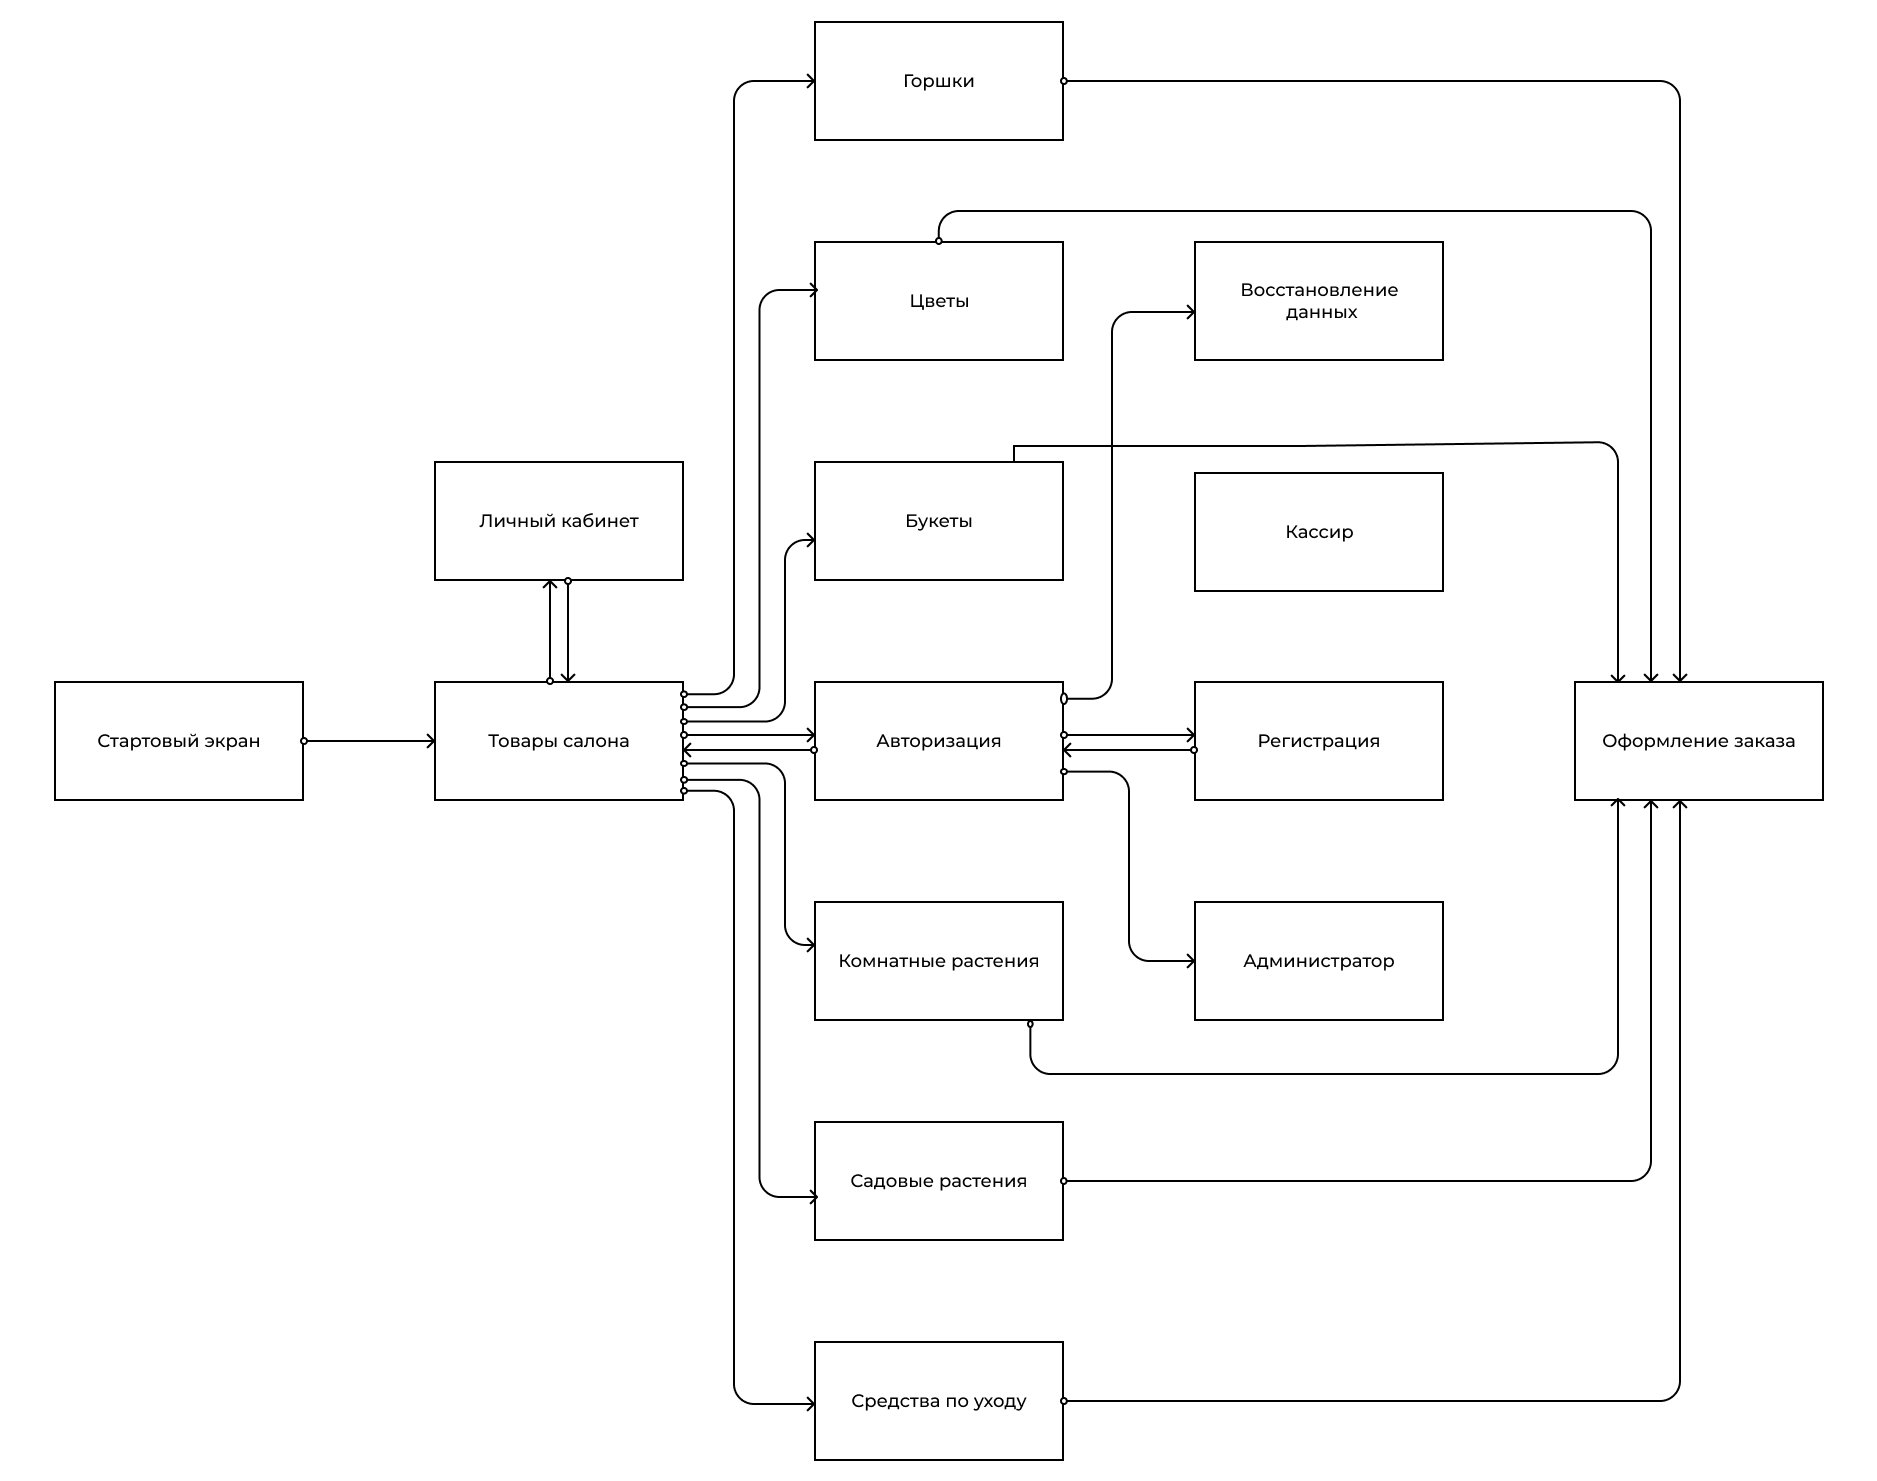 Горшки
Цветы
Восстановление
данных
Личный кабинет
Букеты
Кассир
Стартовый экран
Товары салона
Авторизация
Регистрация
Оформление заказа
Комнатные растения
Администратор
Садовые растения
Средства по уходу